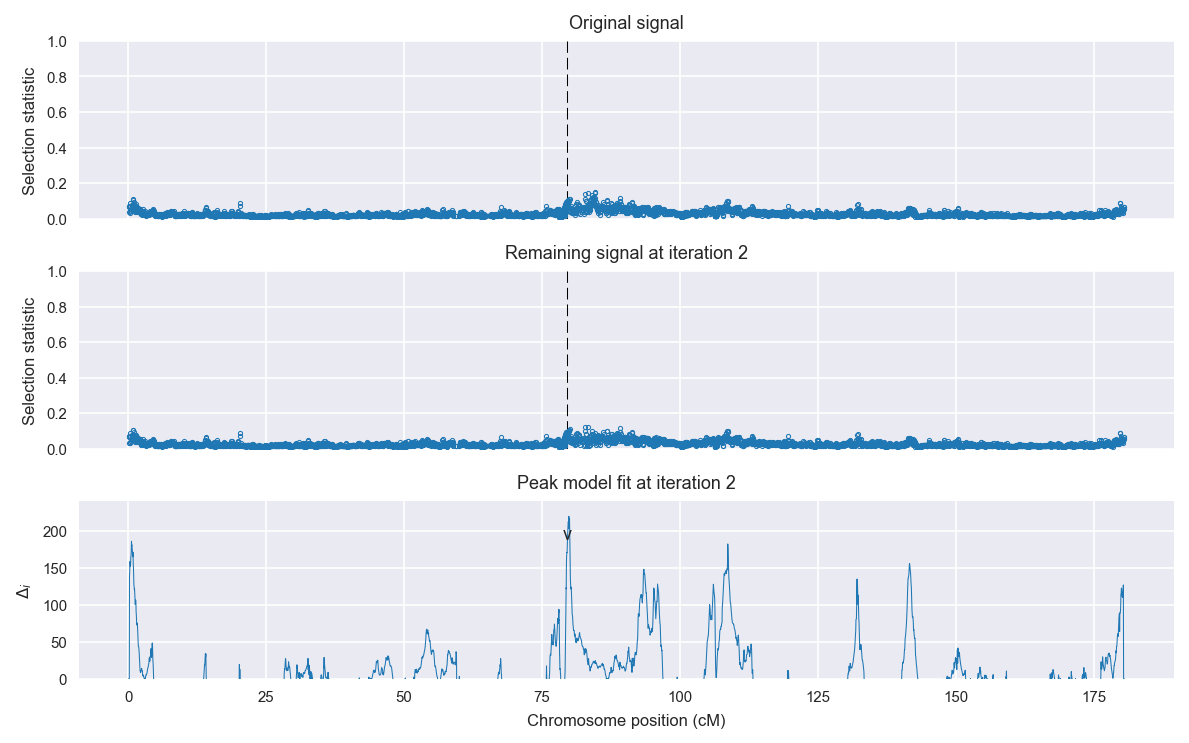 Original signal
1.0
0.8
0.6
0.4
0.2
0.0
Selection statistic
Remaining signal at iteration 2
1.0
0.8
0.6
0.4
0.2
0.0
Selection statistic
Peak model fit at iteration 2
200
150
100
50
0
Δi
v
0 25 50 75 100 125 150 175
Chromosome position (cM)